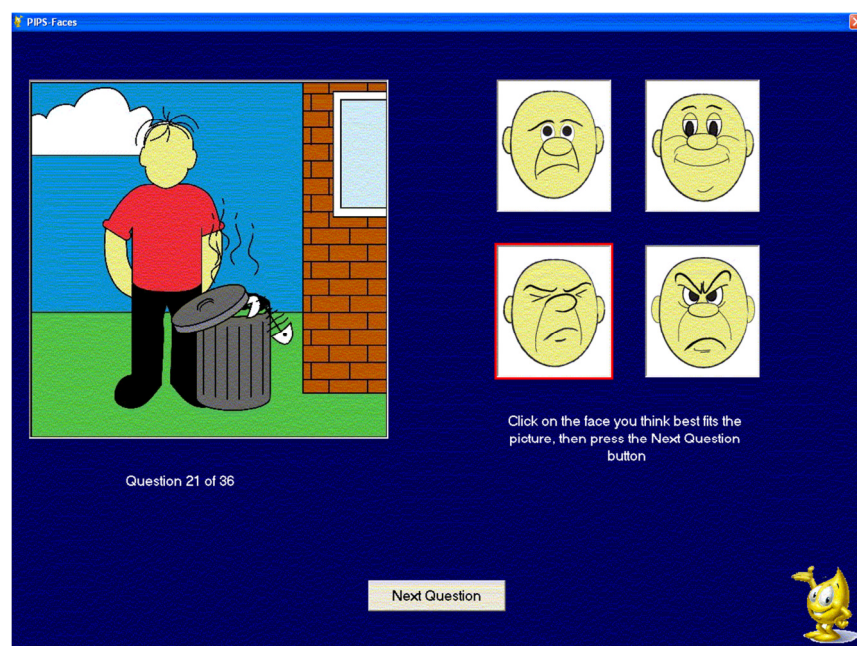 PIPS-Faces
Click on the face you think best fits the
picture, then press the Next Question
button
Question 21 of 36
Next Question